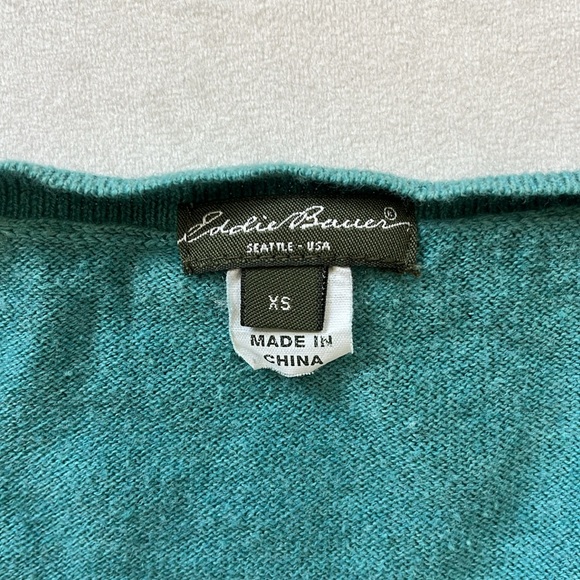 Eddie Bauer®
SEATTLE - USA
XS
MADE IN
CHINA